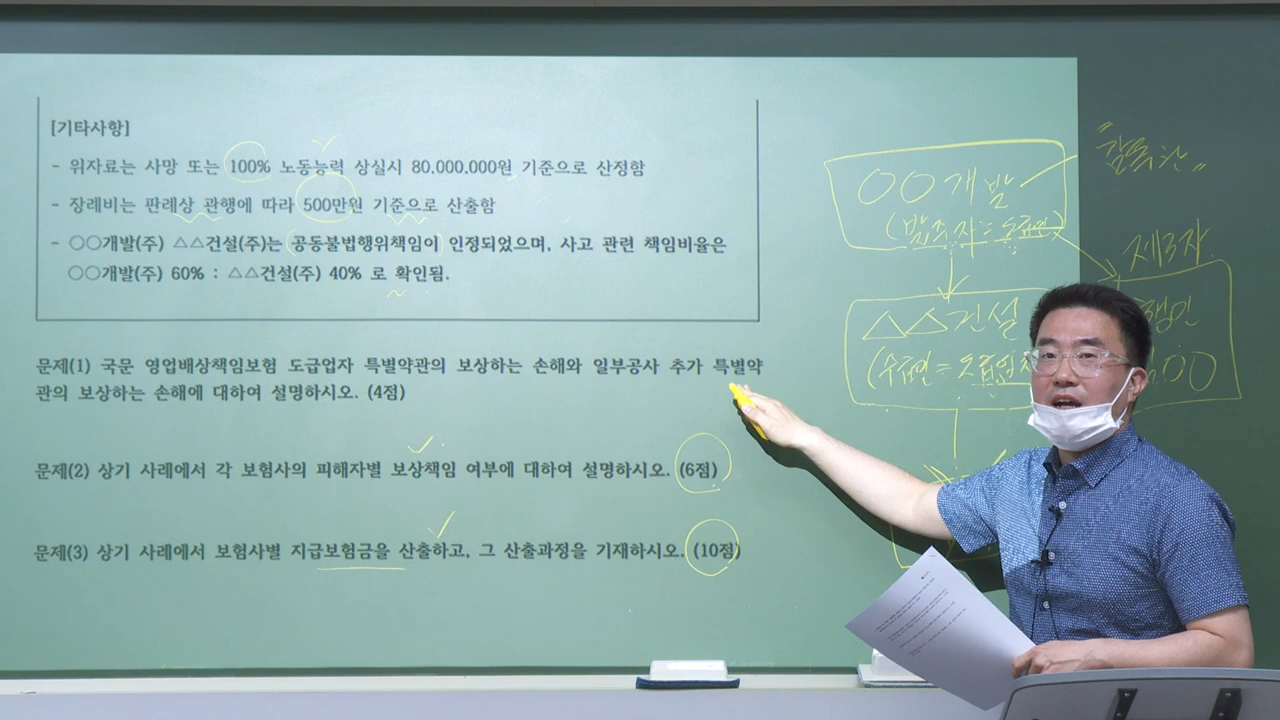 [기타사항]
- 위자료는 사망 또는 100% 노동능력 상실시 80.000.000원 기준으로 산정함
- 장례비는 판례상 관행에 따라 500만원 기준으로 산출함
- ○○개발(주) △△건설(주)는 공동불법행위책임이 인정되었으며, 사고 관련 책임비율은
○○개발(주) 60% : △△건설(주) 40% 로 확인됨.
문제(1) 국문 영업배상책임보험 도급업자 특별약관의 보상하는 손해와 일부공사 추가 특별약
관의 보상하는 손해에 대하여 설명하시오. (4점)
문제(2) 상기 사례에서 각 보험사의 피해자별 보상책임 여부에 대하여 설명하시오. (6점)
문제(3) 상기 사례에서 보험사별 지급보험금을 산출하고, 그 산출과정을 기재하시오. (10점)
○○개발
(발주자=도급인)
제3자
행인
△△건설
○○
(수급인=